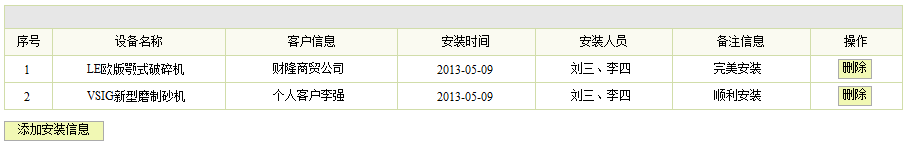 序号 设备名称 客户信息 安装时间 安装人员 备注信息 操作
1 LE欧版颚式破碎机 财隆商贸公司 2013-05-09 刘三、李四 完美安装 删除
2 VSIG新型磨制砂机 个人客户李强 2013-05-09 刘三、李四 顺利安装 删除
添加安装信息